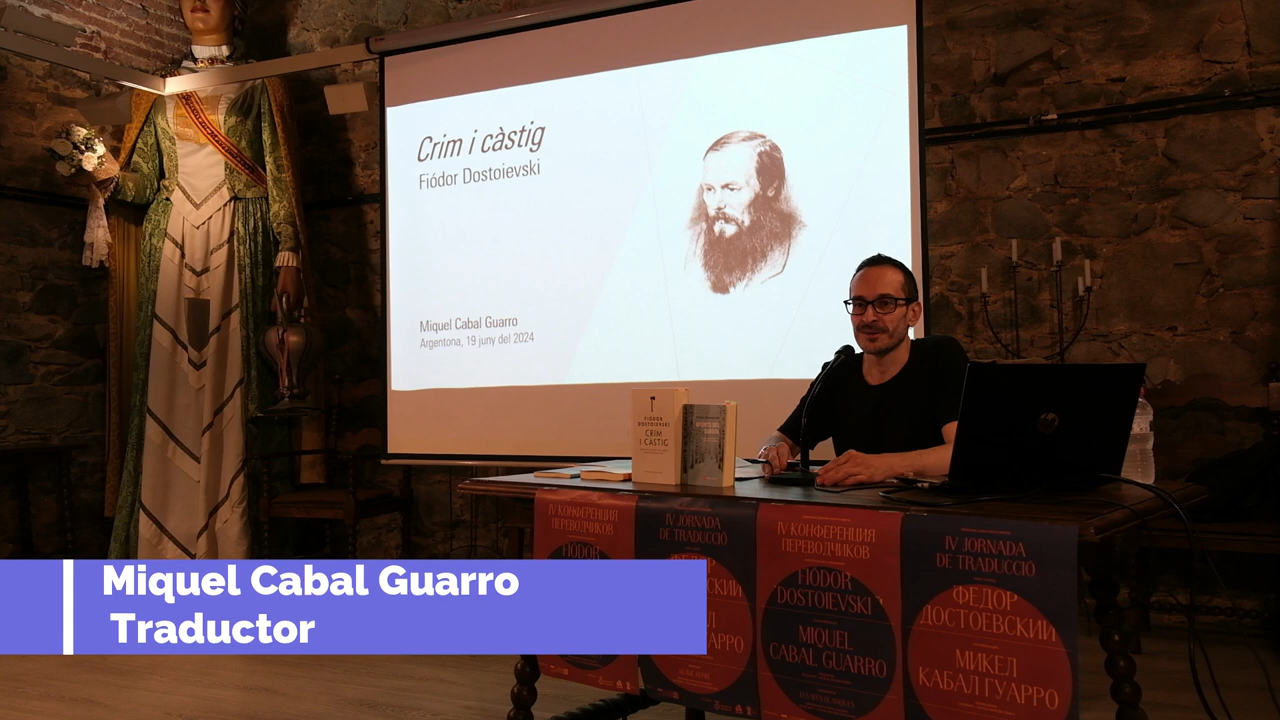 Crim i càstig
Fiódor Dostoievski
Miquel Cabal Guarro
Argentona, 19 juny del 2024
FIÓDOR
DOSTOIEVSKI
CRIM
I CÀSTIG
IV КОНФЕРЕНЦИЯ
ПЕРЕВОДЧИКОВ
FIÓDOR
IV JORNADA
DE TRADUCCIÓ
ФЕДОР
IV КОНФЕРЕНЦИЯ
ПЕРЕВОДЧИКОВ
FIÓDOR
DOSTOIEVSKI
MIQUEL
CABAL GUARRO
IV JORNADA
DE TRADUCCIÓ
ФЕДОР
ДОСТОЕВСКИЙ
МИКЕЛ
КАБАЛ ГУАРРО
Miquel Cabal Guarro
Traductor